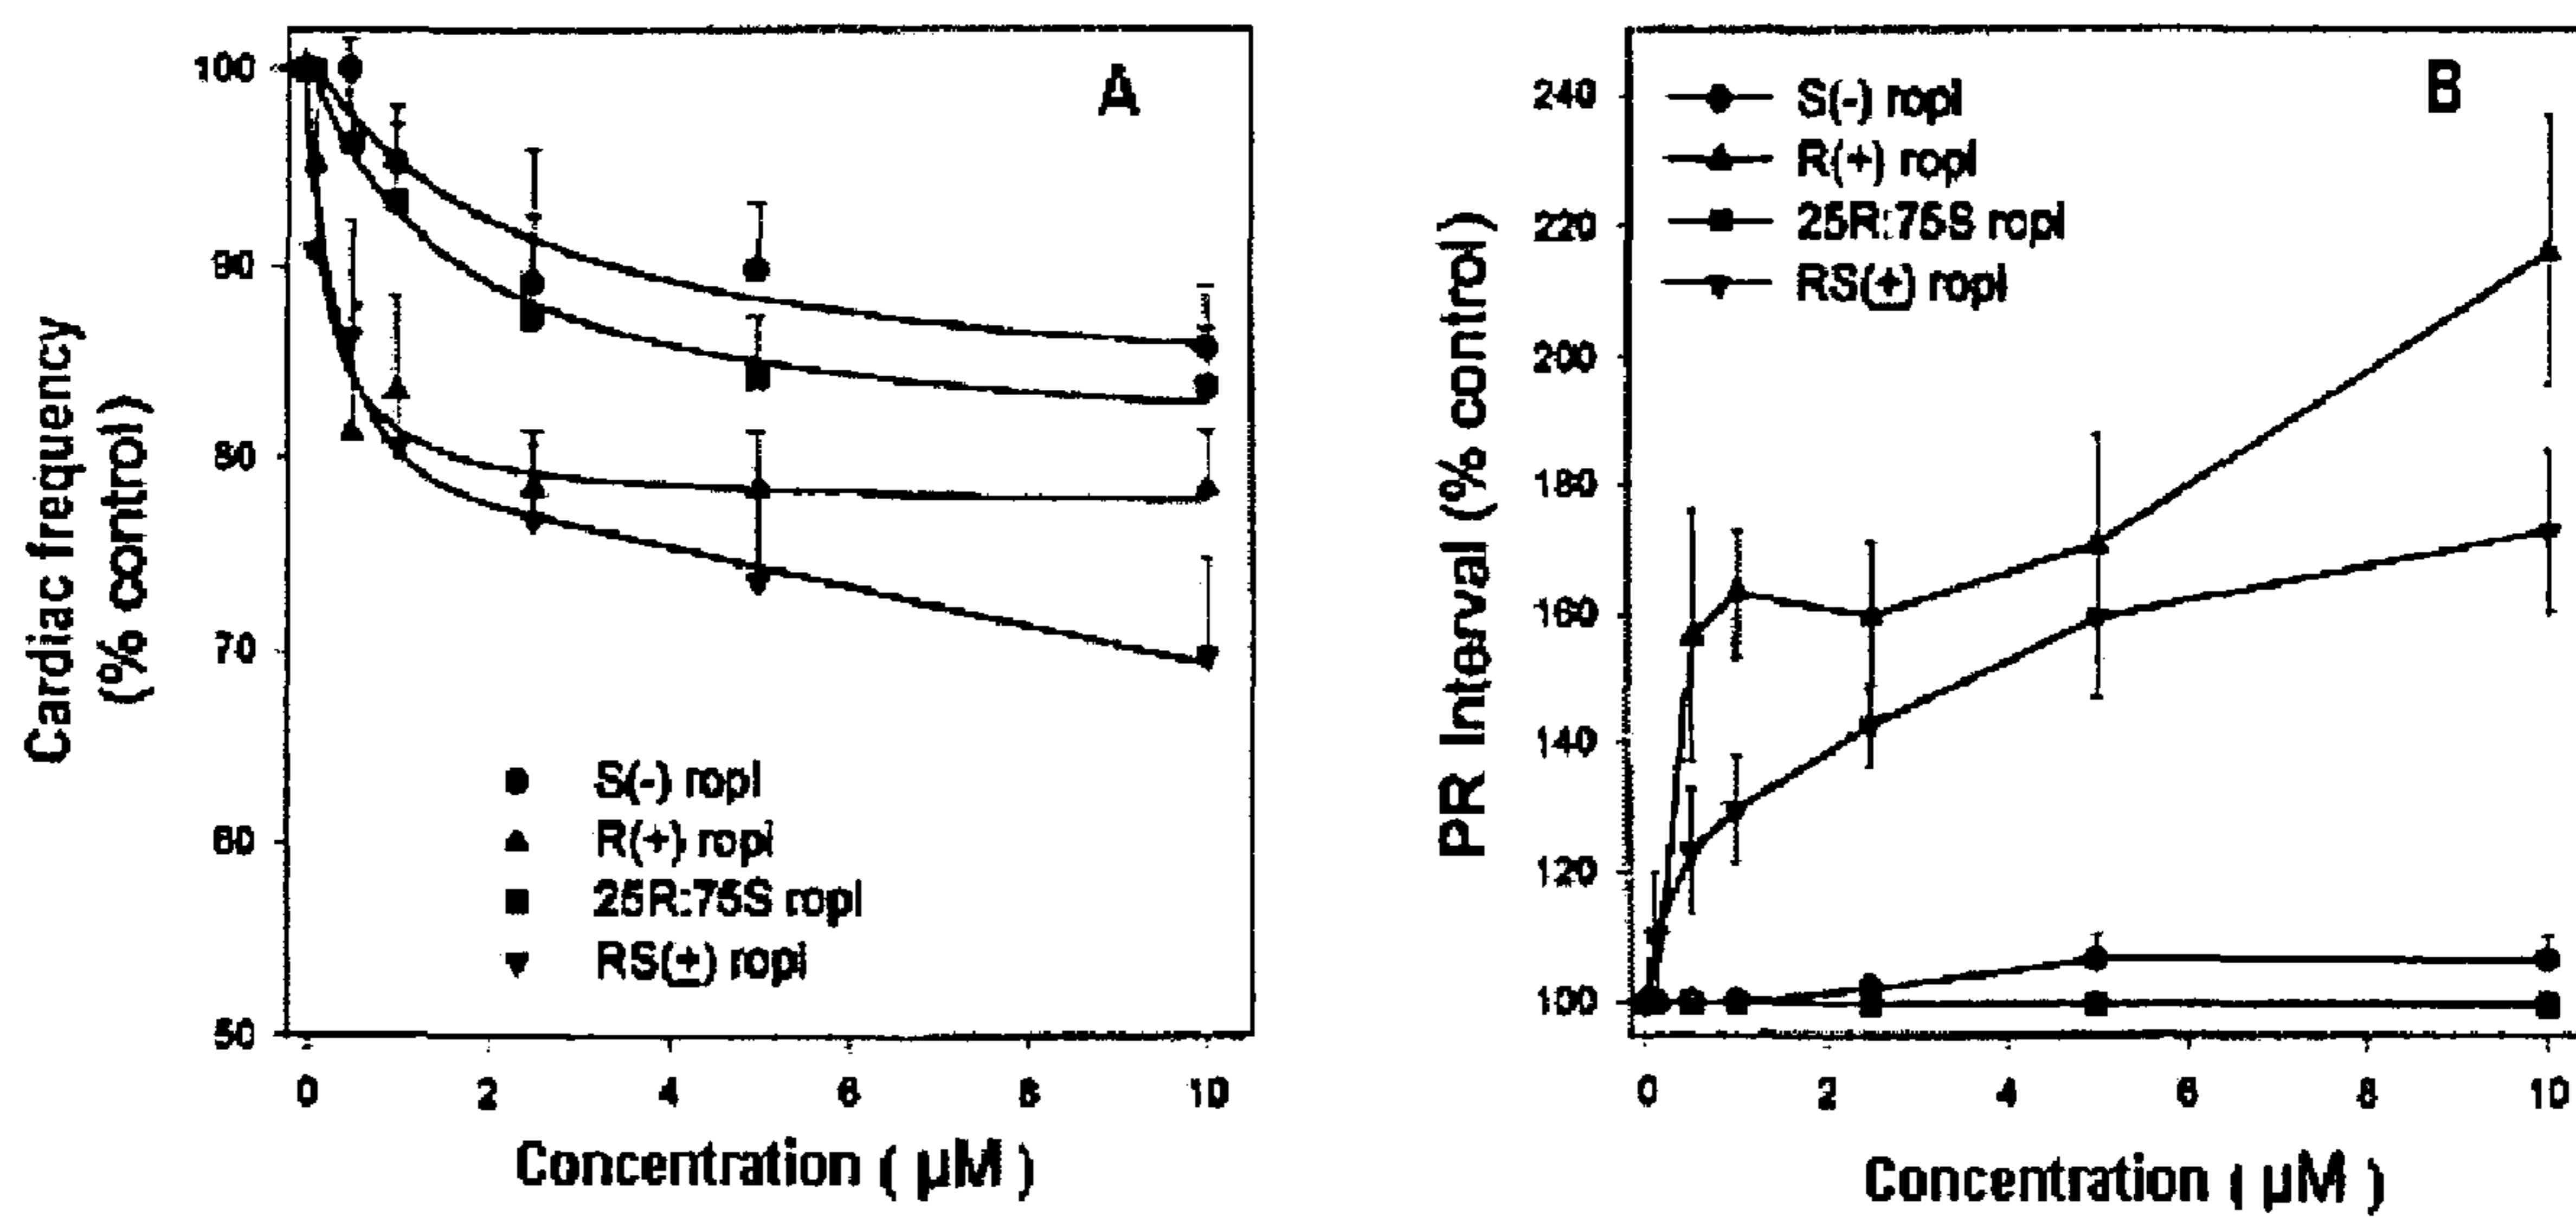 A
100
90
80
70
60
50
Cardiac frequency
(% control)
S(-) ropi
R(+) ropi
25R:75S ropi
RS(±) ropi
0 2 4 6 8 10
Concentration ( µM )
B
240
220
200
180
160
140
120
100
PR Interval (% control)
S(-) ropi
R(+) ropi
25R:75S ropi
RS(±) ropi
0 2 4 6 8 10
Concentration ( µM )